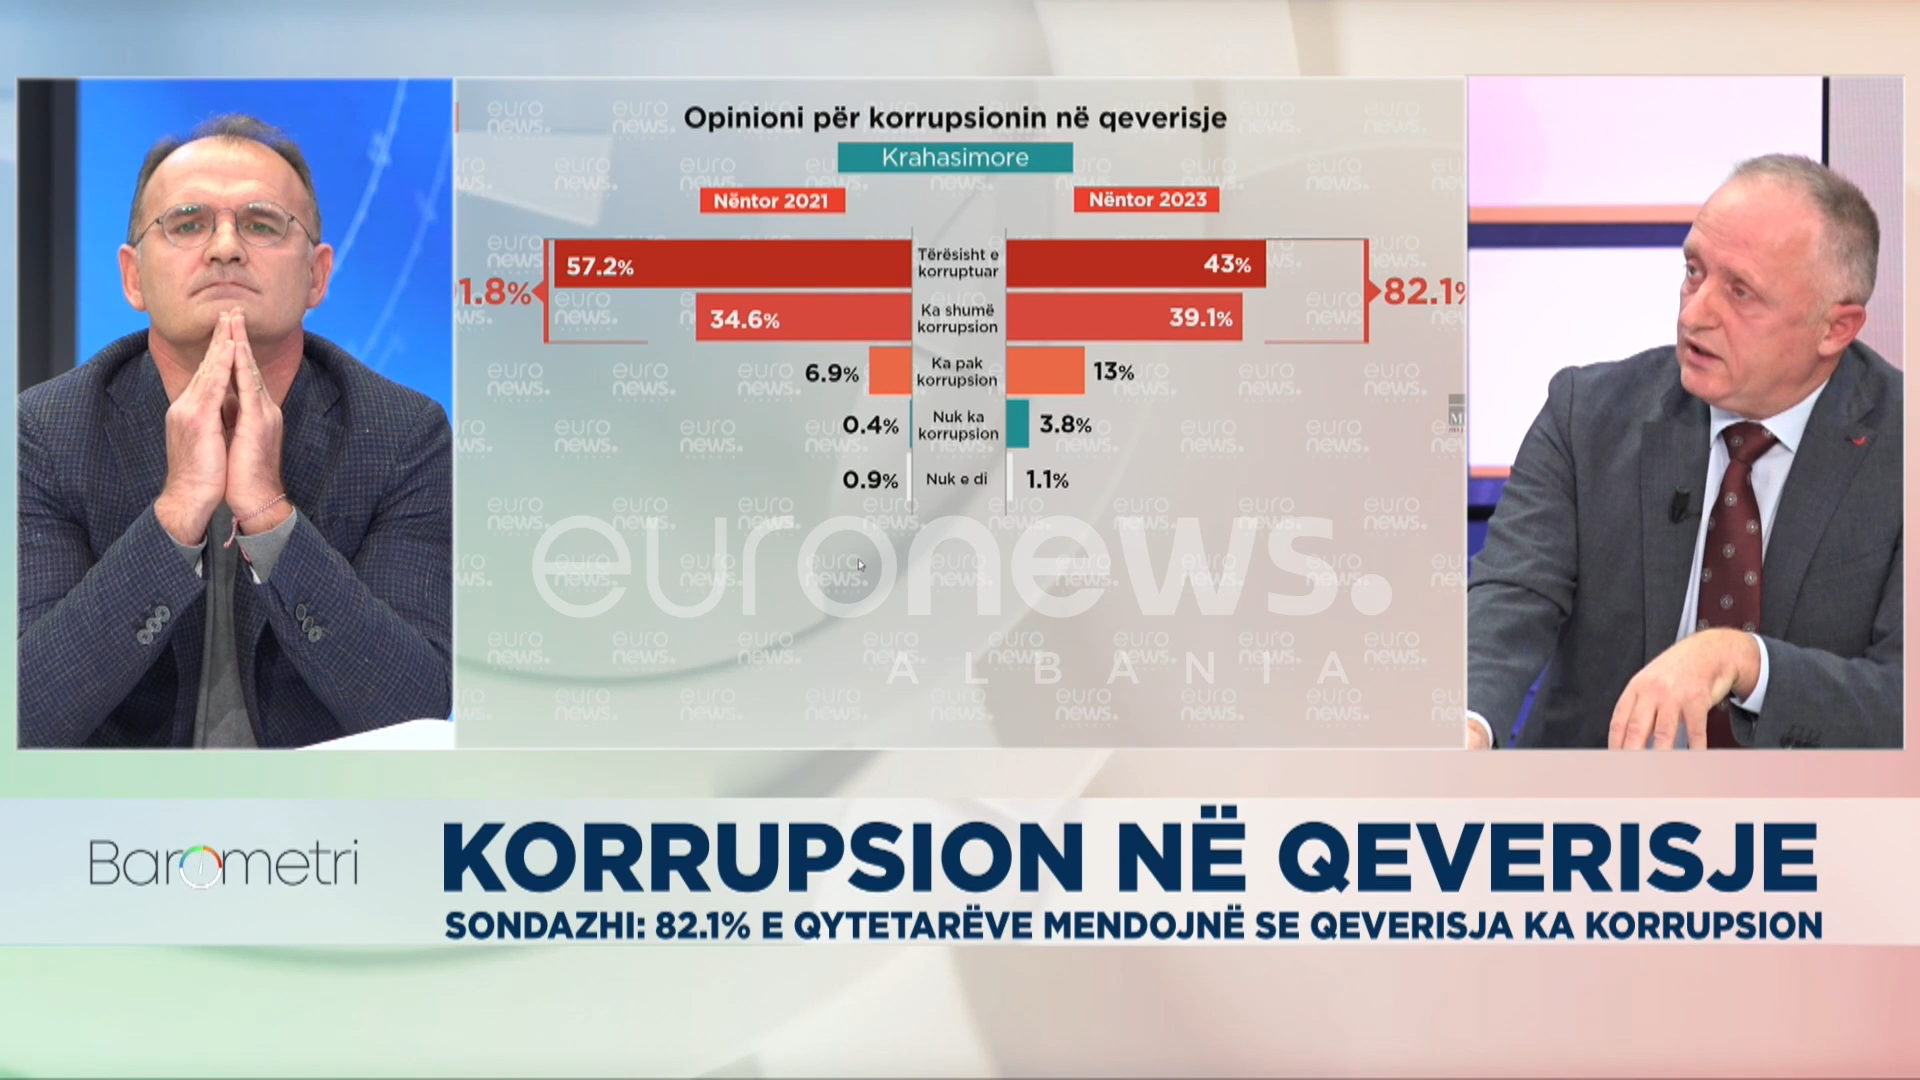 Opinioni për korrupsionin në qeverisje
Krahasimore
Nëntor 2021
Nëntor 2023
57.2%
Tërësisht e
korruptuar
43%
1.8%
82.1%
34.6%
Ka shumë
korrupsion
39.1%
6.9%
Ka pak
korrupsion
13%
0.4%
Nuk ka
korrupsion
3.8%
0.9%
Nuk e di
1.1%
euronews.
ALBANIA
Barometri
KORRUPSION NË QEVERISJE
SONDAZHI: 82.1% E QYTETARËVE MENDOJNË SE QEVERISJA KA KORRUPSION